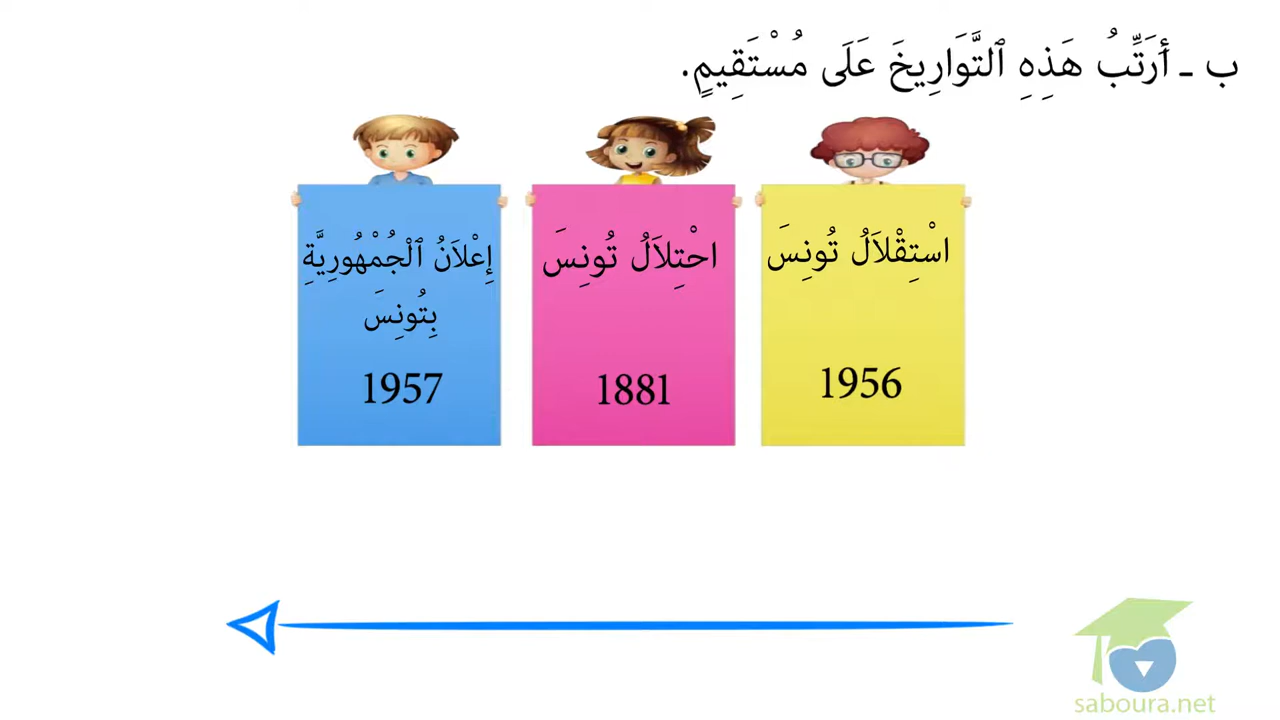 ب ـ أُرَتِّبُ هَذِهِ ٱلتَّوَارِيخَ عَلَى مُسْتَقِيمٍ.
اسْتِقْلاَلُ تُونِسَ
1956
احْتِلاَلُ تُونِسَ
1881
إِعْلاَنُ ٱلْجُمْهُورِيَّةِ
بِتُونِسَ
1957
saboura.net